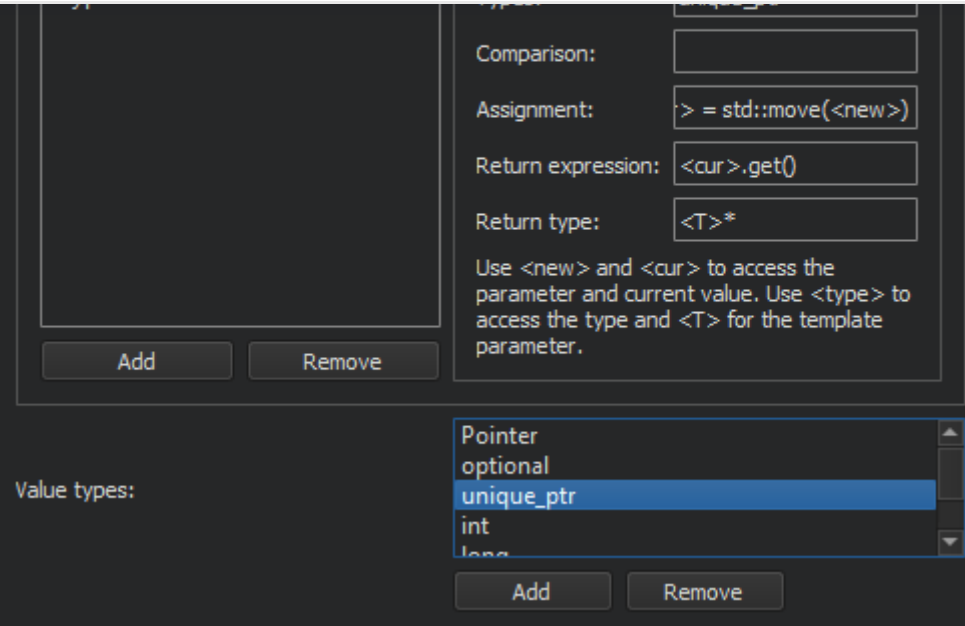 Comparison:
Assignment:
> = std::move(<new>)
Return expression:
<cur>.get()
Return type:
<T>*
Use <new> and <cur> to access the
parameter and current value. Use <type> to
access the type and <T> for the template
parameter.
Add
Remove
Value types:
Pointer
optional
unique_ptr
int
long
Add
Remove